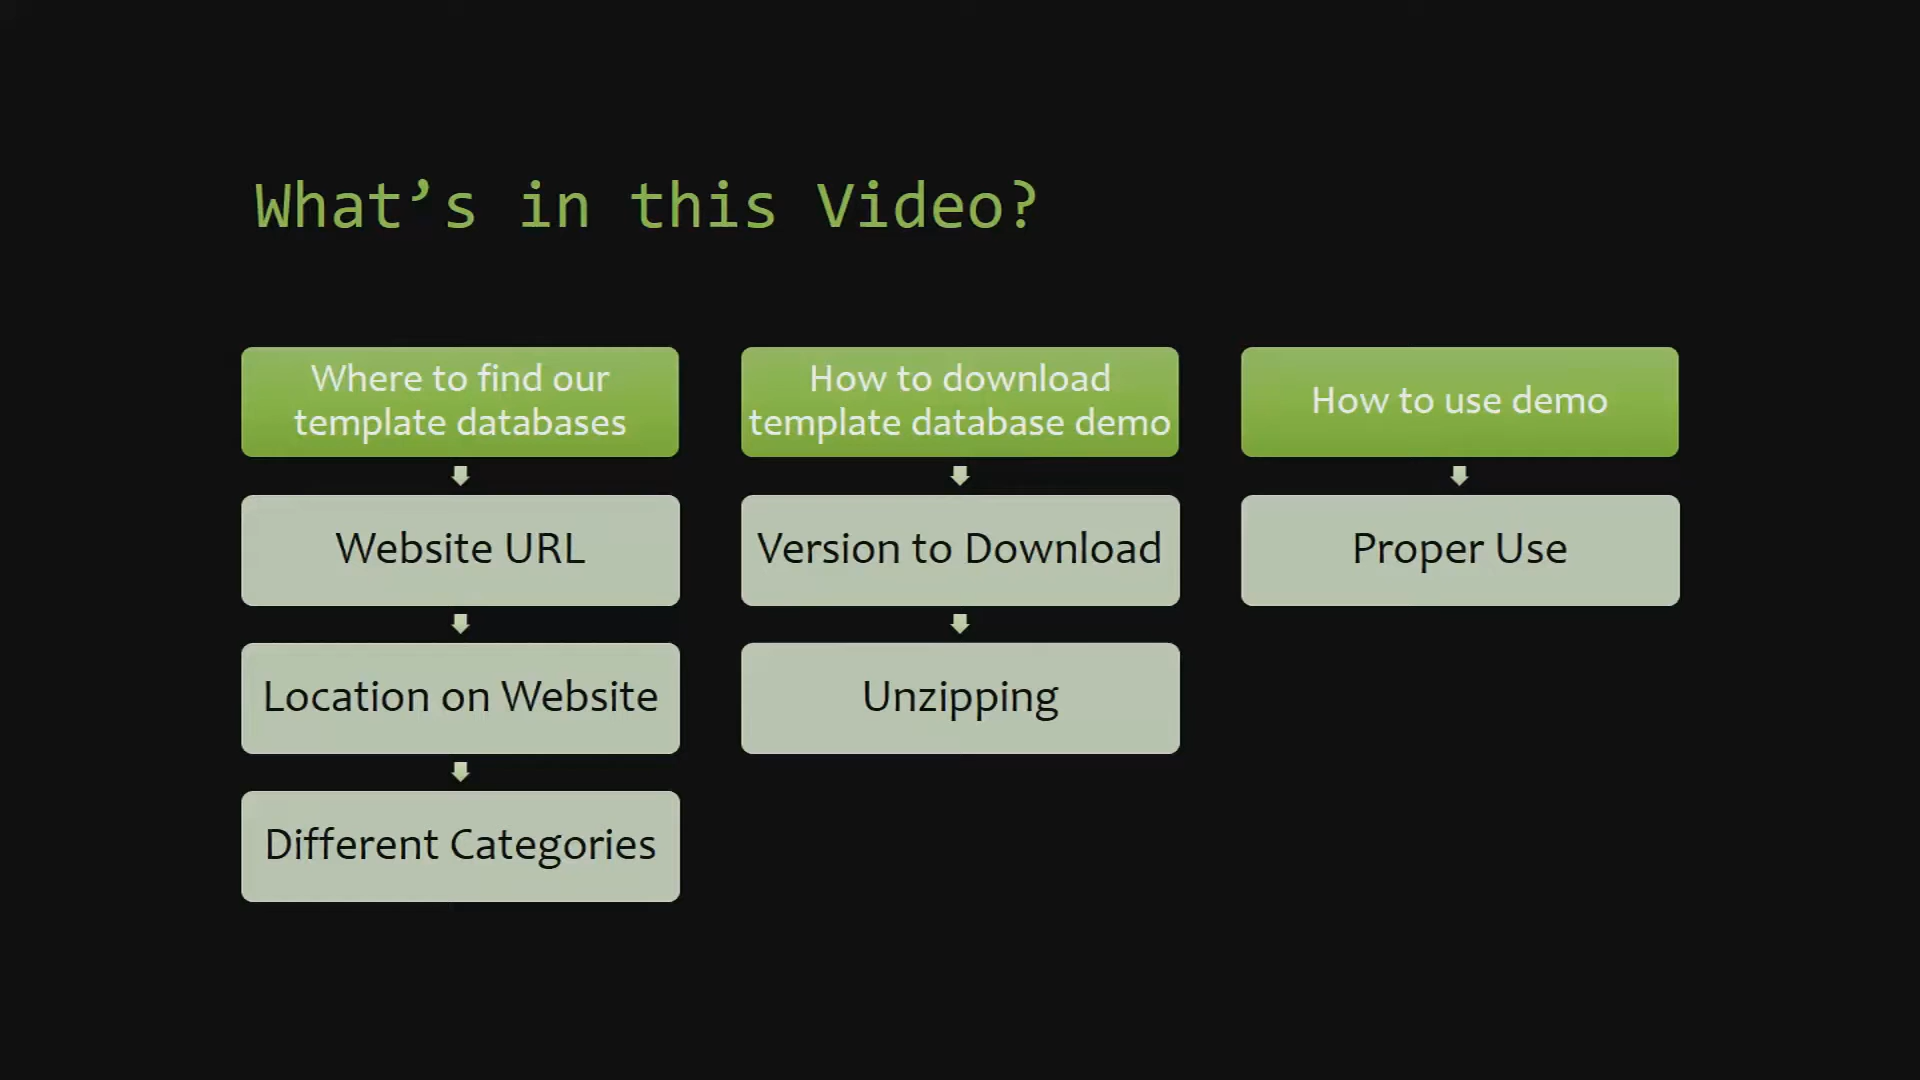 What’s in this Video?
Where to find our
template databases
Website URL
Location on Website
Different Categories
How to download
template database demo
Version to Download
Unzipping
How to use demo
Proper Use